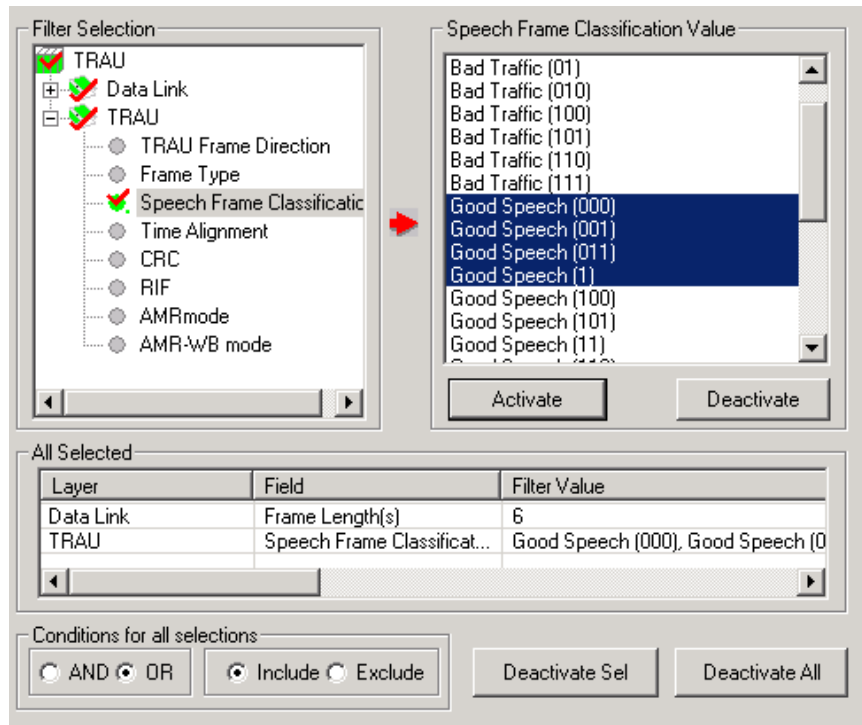 Filter Selection
TRAU
Data Link
TRAU
TRAU Frame Direction
Frame Type
Speech Frame Classificatic
Time Alignment
CRC
RIF
AMRmode
AMR-WB mode
Speech Frame Classification Value
Bad Traffic (01)
Bad Traffic (010)
Bad Traffic (100)
Bad Traffic (101)
Bad Traffic (110)
Bad Traffic (111)
Good Speech (000)
Good Speech (001)
Good Speech (011)
Good Speech (1)
Good Speech (100)
Good Speech (101)
Good Speech (11)
Activate
Deactivate
All Selected
Layer Field Filter Value
Data Link Frame Length(s) 6
TRAU Speech Frame Classificat... Good Speech (000), Good Speech (0
Conditions for all selections
AND OR Include Exclude
Deactivate Sel
Deactivate All